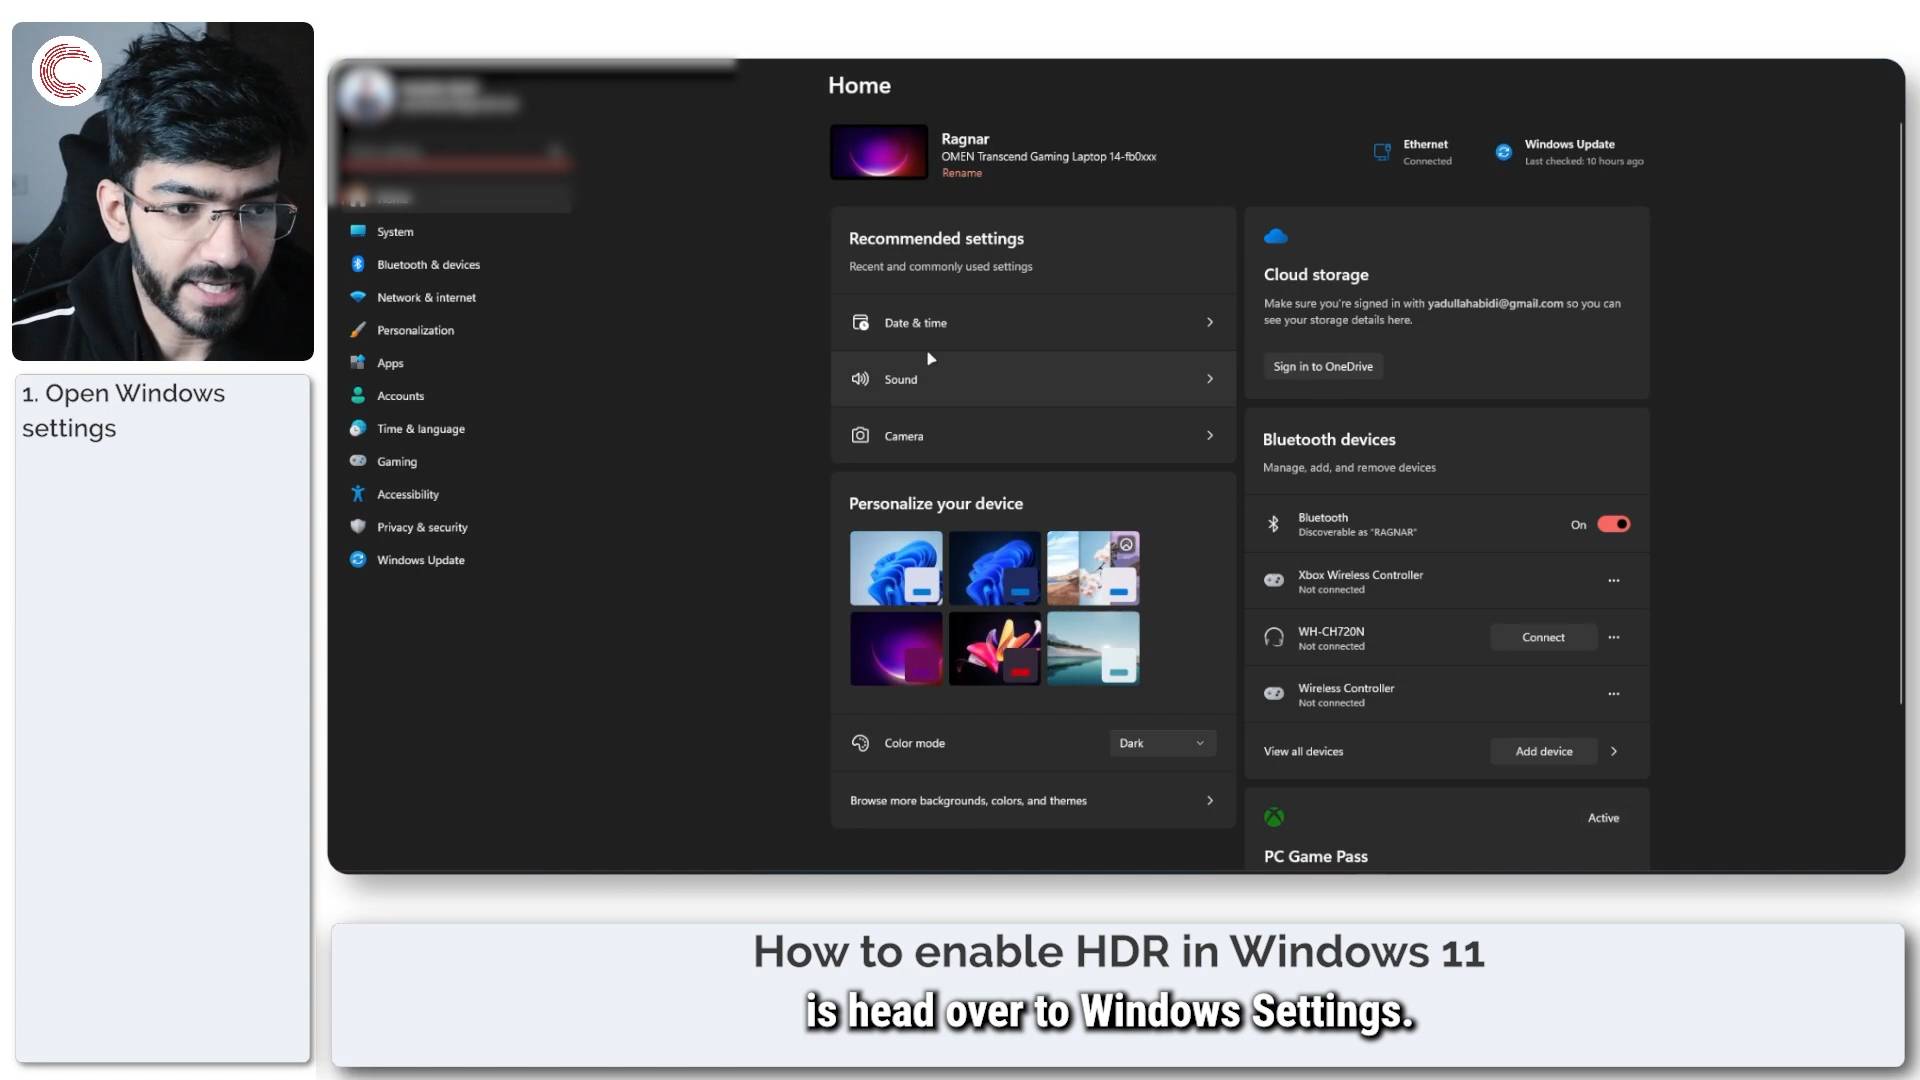 1. Open Windows
settings
System
Bluetooth & devices
Network & internet
Personalization
Apps
Accounts
Time & language
Gaming
Accessibility
Privacy & security
Windows Update
Home
Ragnar
OMEN Transcend Gaming Laptop 14-fb0xxx
Rename
Ethernet
Connected
Windows Update
Last checked: 10 hours ago
Recommended settings
Recent and commonly used settings
Date & time
Sound
Camera
Personalize your device
Color mode
Dark
Browse more backgrounds, colors, and themes
Cloud storage
Make sure you're signed in with yadullahabidi@gmail.com so you can
see your storage details here.
Sign in to OneDrive
Bluetooth devices
Manage, add, and remove devices
Bluetooth
Discoverable as "RAGNAR"
On
Xbox Wireless Controller
Not connected
WH-CH720N
Not connected
Connect
Wireless Controller
Not connected
View all devices
Add device
Active
PC Game Pass
How to enable HDR in Windows 11
is head over to Windows Settings.